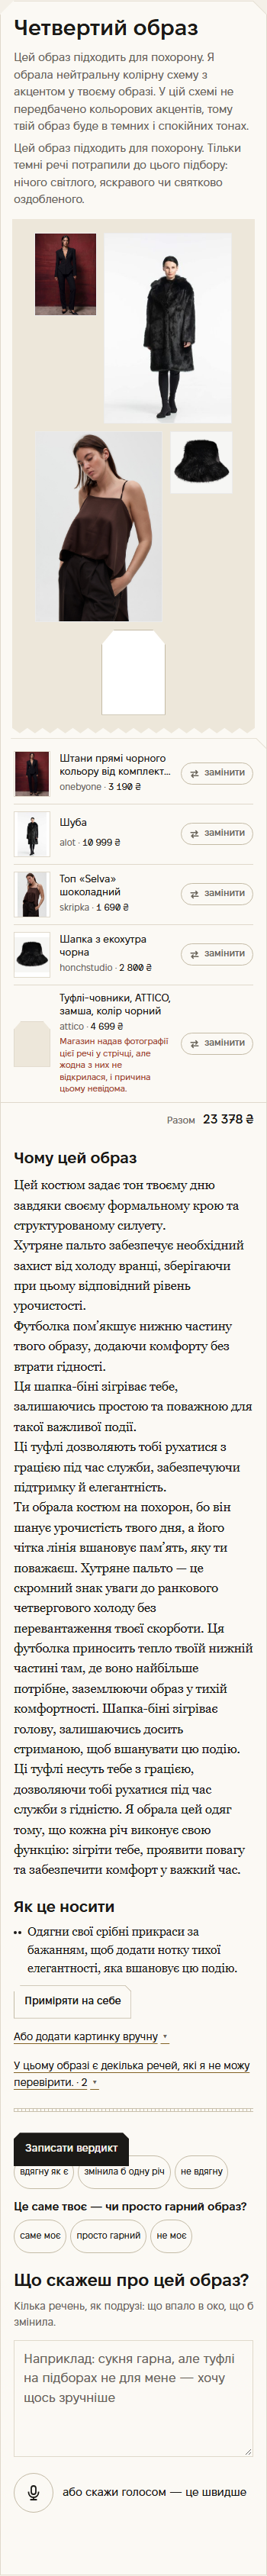 Четвертий образ
Цей образ підходить для похорону. Я
обрала нейтральну колірну схему з
акцентом у твоєму образі. У цій схемі не
передбачено кольорових акцентів, тому
твій образ буде в темних і спокійних тонах.
Цей образ підходить для похорону. Тільки
темні речі потрапили до цього підбору:
нічого світлого, яскравого чи святково
оздобленого.
Штани прямі чорного
кольору від комплект...
onebyone · 3 190 ₴
замінити
Шуба
alot · 10 999 ₴
замінити
Топ «Selva»
шоколадний
skripka · 1 690 ₴
замінити
Шапка з екохутра
чорна
honchstudio · 2 800 ₴
замінити
Туфлі-човники, ATTICO,
замша, колір чорний
attico · 4 699 ₴
Магазин надав фотографії
цієї речі у стрічці, але
жодна з них не
відкрилася, і причина
цьому невідома.
замінити
Разом 23 378 ₴
Чому цей образ
Цей костюм задає тон твоєму дню
завдяки своєму формальному крою та
структурованому силуету.
Хутряне пальто забезпечує необхідний
захист від холоду вранці, зберігаючи
при цьому відповідний рівень
урочистості.
Футболка пом’якшує нижню частину
твого образу, додаючи комфорту без
втрати гідності.
Ця шапка-біні зігріває тебе,
залишаючись простою та поважною для
такої важливої події.
Ці туфлі дозволяють тобі рухатися з
грацією під час служби, забезпечуючи
підтримку й елегантність.
Ти обрала костюм на похорон, бо він
шанує урочистість твого дня, а його
чітка лінія вшановує пам’ять, яку ти
поважаєш. Хутряне пальто — це
скромний знак уваги до ранкового
четвергового холоду без
перевантаження твоєї скорботи. Ця
футболка приносить тепло твоїй нижній
частині там, де воно найбільше
потрібне, заземлюючи образ у тихій
комфортності. Шапка-біні зігріває
голову, залишаючись досить
стриманою, щоб вшанувати цю подію.
Ці туфлі несуть тебе з грацією,
дозволяючи тобі рухатися під час
служби з гідністю. Я обрала цей одяг
тому, що кожна річ виконує свою
функцію: зігріти тебе, проявити повагу
та забезпечити комфорт у важкий час.
Як це носити
Одягни свої срібні прикраси за
бажанням, щоб додати нотку тихої
елегантності, яка вшановує цю подію.
Приміряти на себе
Або додати картинку вручну
У цьому образі є декілька речей, які я не можу
перевірити. · 2
Записати вердикт
вдягну як є
змінила б одну річ
не вдягну
Це саме твоє — чи просто гарний образ?
саме моє
просто гарний
не моє
Що скажеш про цей образ?
Кілька речень, як подрузі: що впало в око, що б
змінила.
Наприклад: сукня гарна, але туфлі
на підборах не для мене — хочу
щось зручніше
або скажи голосом — це швидше